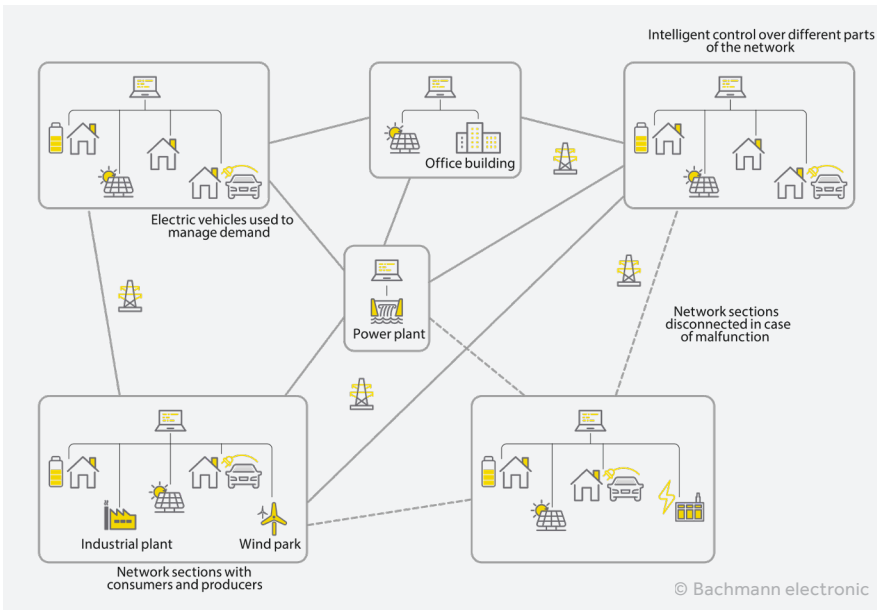 Intelligent control over different parts
of the network
Office building
Electric vehicles used to
manage demand
Network sections
disconnected in case
of malfunction
Power plant
Industrial plant
Wind park
Network sections with
consumers and producers
© Bachmann electronic